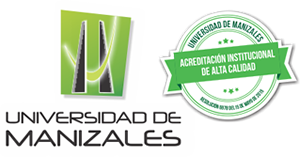 UNIVERSIDAD DE
MANIZALES
UNIVERSIDAD DE MANIZALES
ACREDITACIÓN INSTITUCIONAL
DE ALTA CALIDAD